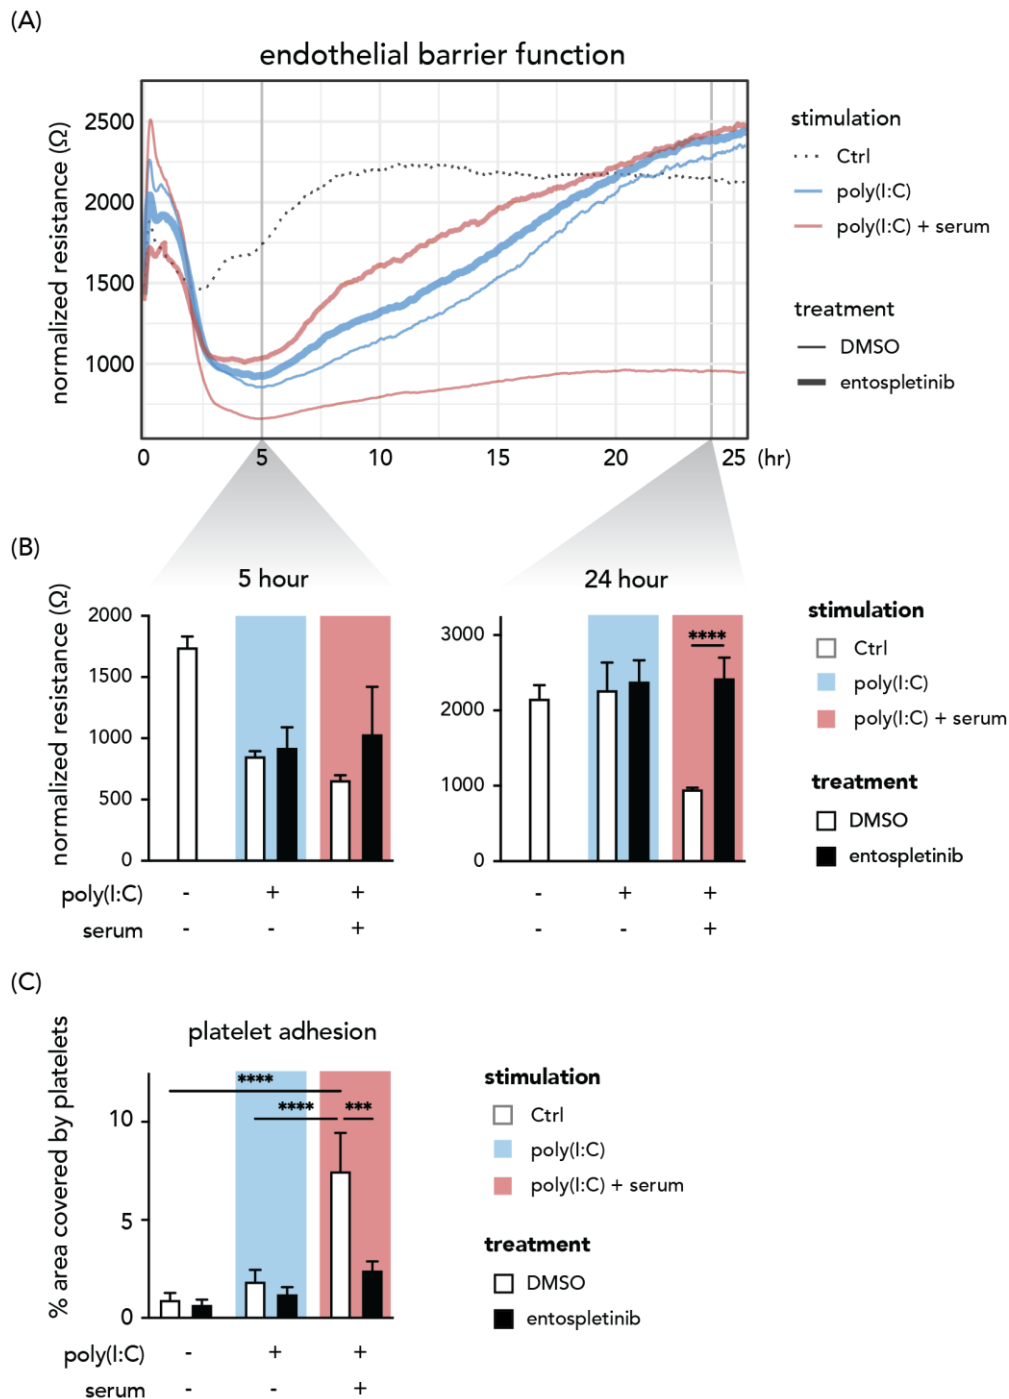 (A)
endothelial barrier function
normalized resistance (Ω)
2500
2000
1500
1000
0 5 10 15 20 25 (hr)
stimulation
Ctrl
poly(I:C)
poly(I:C) + serum
treatment
DMSO
entospletinib
(B)
5 hour
normalized resistance (Ω)
2000
1500
1000
500
0
poly(I:C) - + +
serum - - +
24 hour
3000
2000
1000
0
****
- + +
- - +
stimulation
Ctrl
poly(I:C)
poly(I:C) + serum
treatment
DMSO
entospletinib
(C)
platelet adhesion
% area covered by platelets
10
5
0
****
**** ***
poly(I:C) - + +
serum - - +
stimulation
Ctrl
poly(I:C)
poly(I:C) + serum
treatment
DMSO
entospletinib